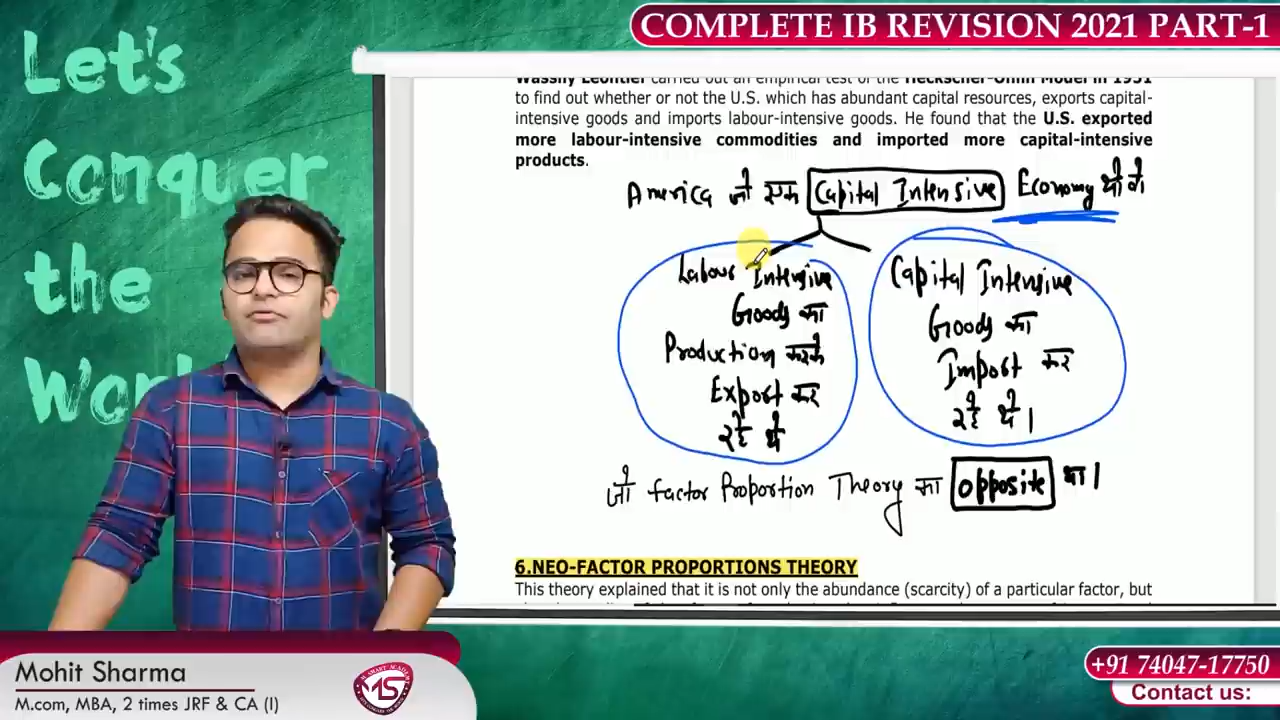 COMPLETE IB REVISION 2021 PART-1
Let's
Conquer
the
Wor
Wassily Leontief carried out an empirical test of the Heckscher-Ohlin Model in 1951
to find out whether or not the U.S. which has abundant capital resources, exports capital-
intensive goods and imports labour-intensive goods. He found that the U.S. exported
more labour-intensive commodities and imported more capital-intensive
products.
America जो एक Capital Intensive Economy थी वो
Labour Intensive
Goods का
Production करके
Export कर
रहे थे
Capital Intensive
Goods का
Import कर
रहे थे।
जो factor Proportion Theory का opposite था।
6.NEO-FACTOR PROPORTIONS THEORY
This theory explained that it is not only the abundance (scarcity) of a particular factor, but
Mohit Sharma
M.com, MBA, 2 times JRF & CA (I)
MS
+91 74047-17750
Contact us: